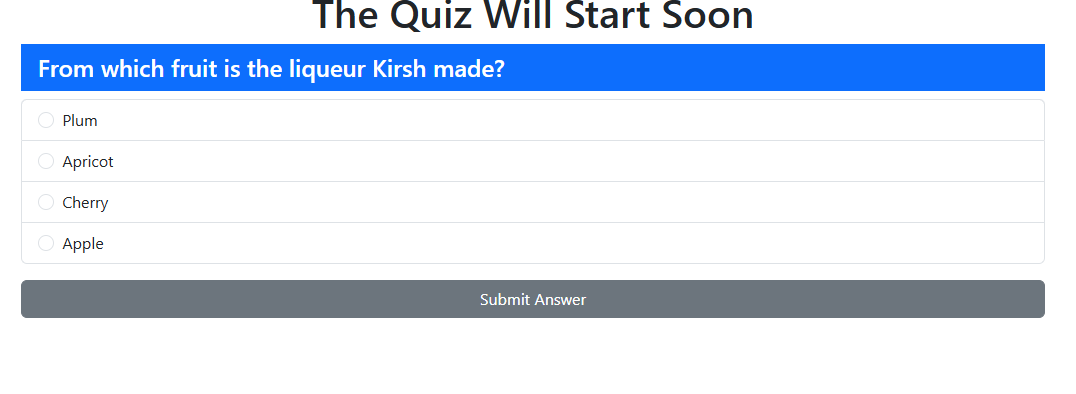 The Quiz Will Start Soon
From which fruit is the liqueur Kirsh made?
Plum
Apricot
Cherry
Apple
Submit Answer